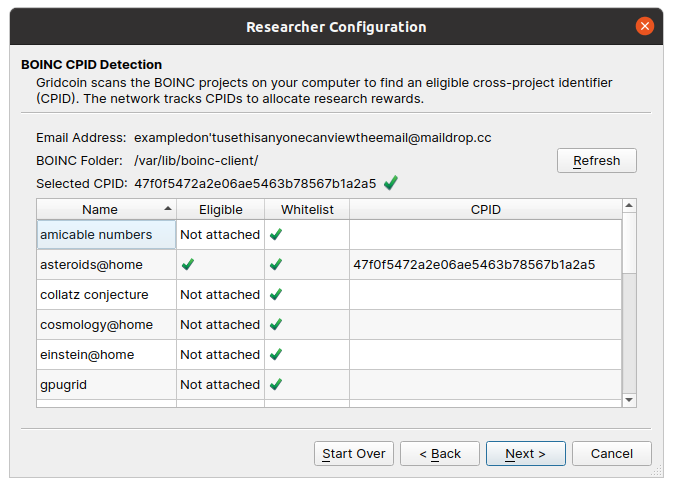 Researcher Configuration
BOINC CPID Detection
Gridcoin scans the BOINC projects on your computer to find an eligible cross-project identifier
(CPID). The network tracks CPIDs to allocate research rewards.
Email Address: exampledon'tusethisanyonecanviewtheemail@maildrop.cc
BOINC Folder: /var/lib/boinc-client/
Refresh
Selected CPID: 47f0f5472a2e06ae5463b78567b1a2a5
Name Eligible Whitelist CPID
amicable numbers Not attached
asteroids@home 47f0f5472a2e06ae5463b78567b1a2a5
collatz conjecture Not attached
cosmology@home Not attached
einstein@home Not attached
gpugrid Not attached
Start Over < Back Next > Cancel